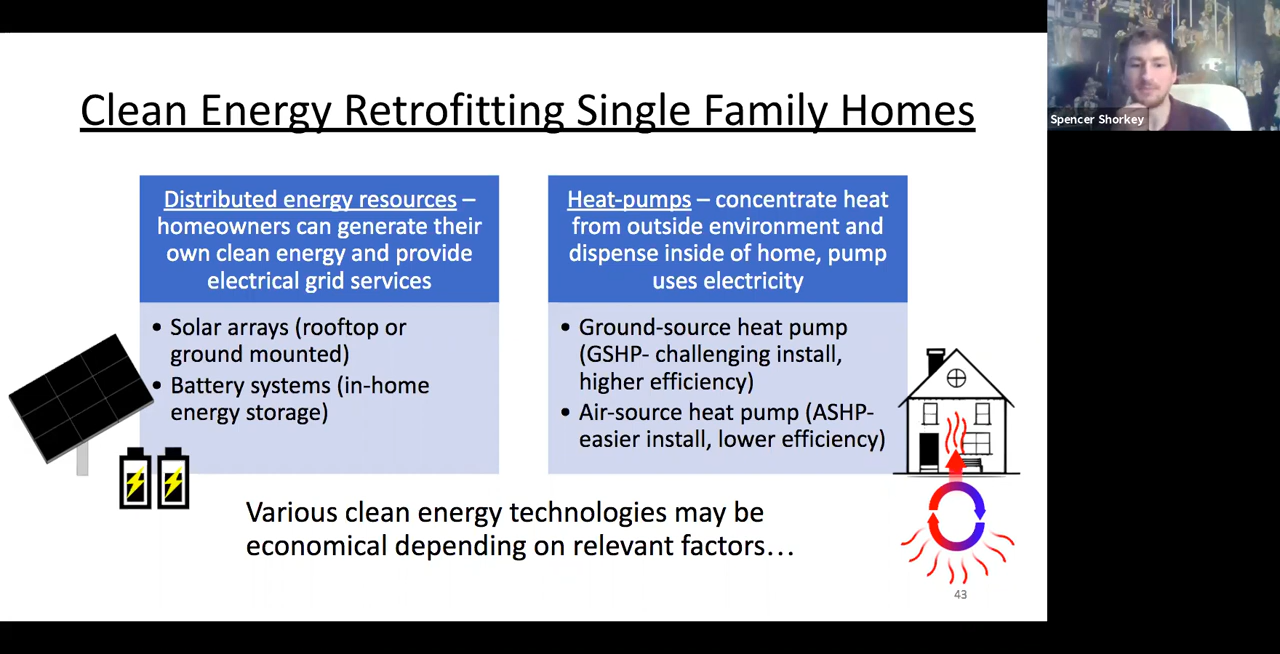 Clean Energy Retrofitting Single Family Homes
Spencer Shorkey
Distributed energy resources –
homeowners can generate their
own clean energy and provide
electrical grid services
• Solar arrays (rooftop or
ground mounted)
• Battery systems (in-home
energy storage)
Heat-pumps – concentrate heat
from outside environment and
dispense inside of home, pump
uses electricity
• Ground-source heat pump
(GSHP- challenging install,
higher efficiency)
• Air-source heat pump (ASHP-
easier install, lower efficiency)
Various clean energy technologies may be
economical depending on relevant factors…
43